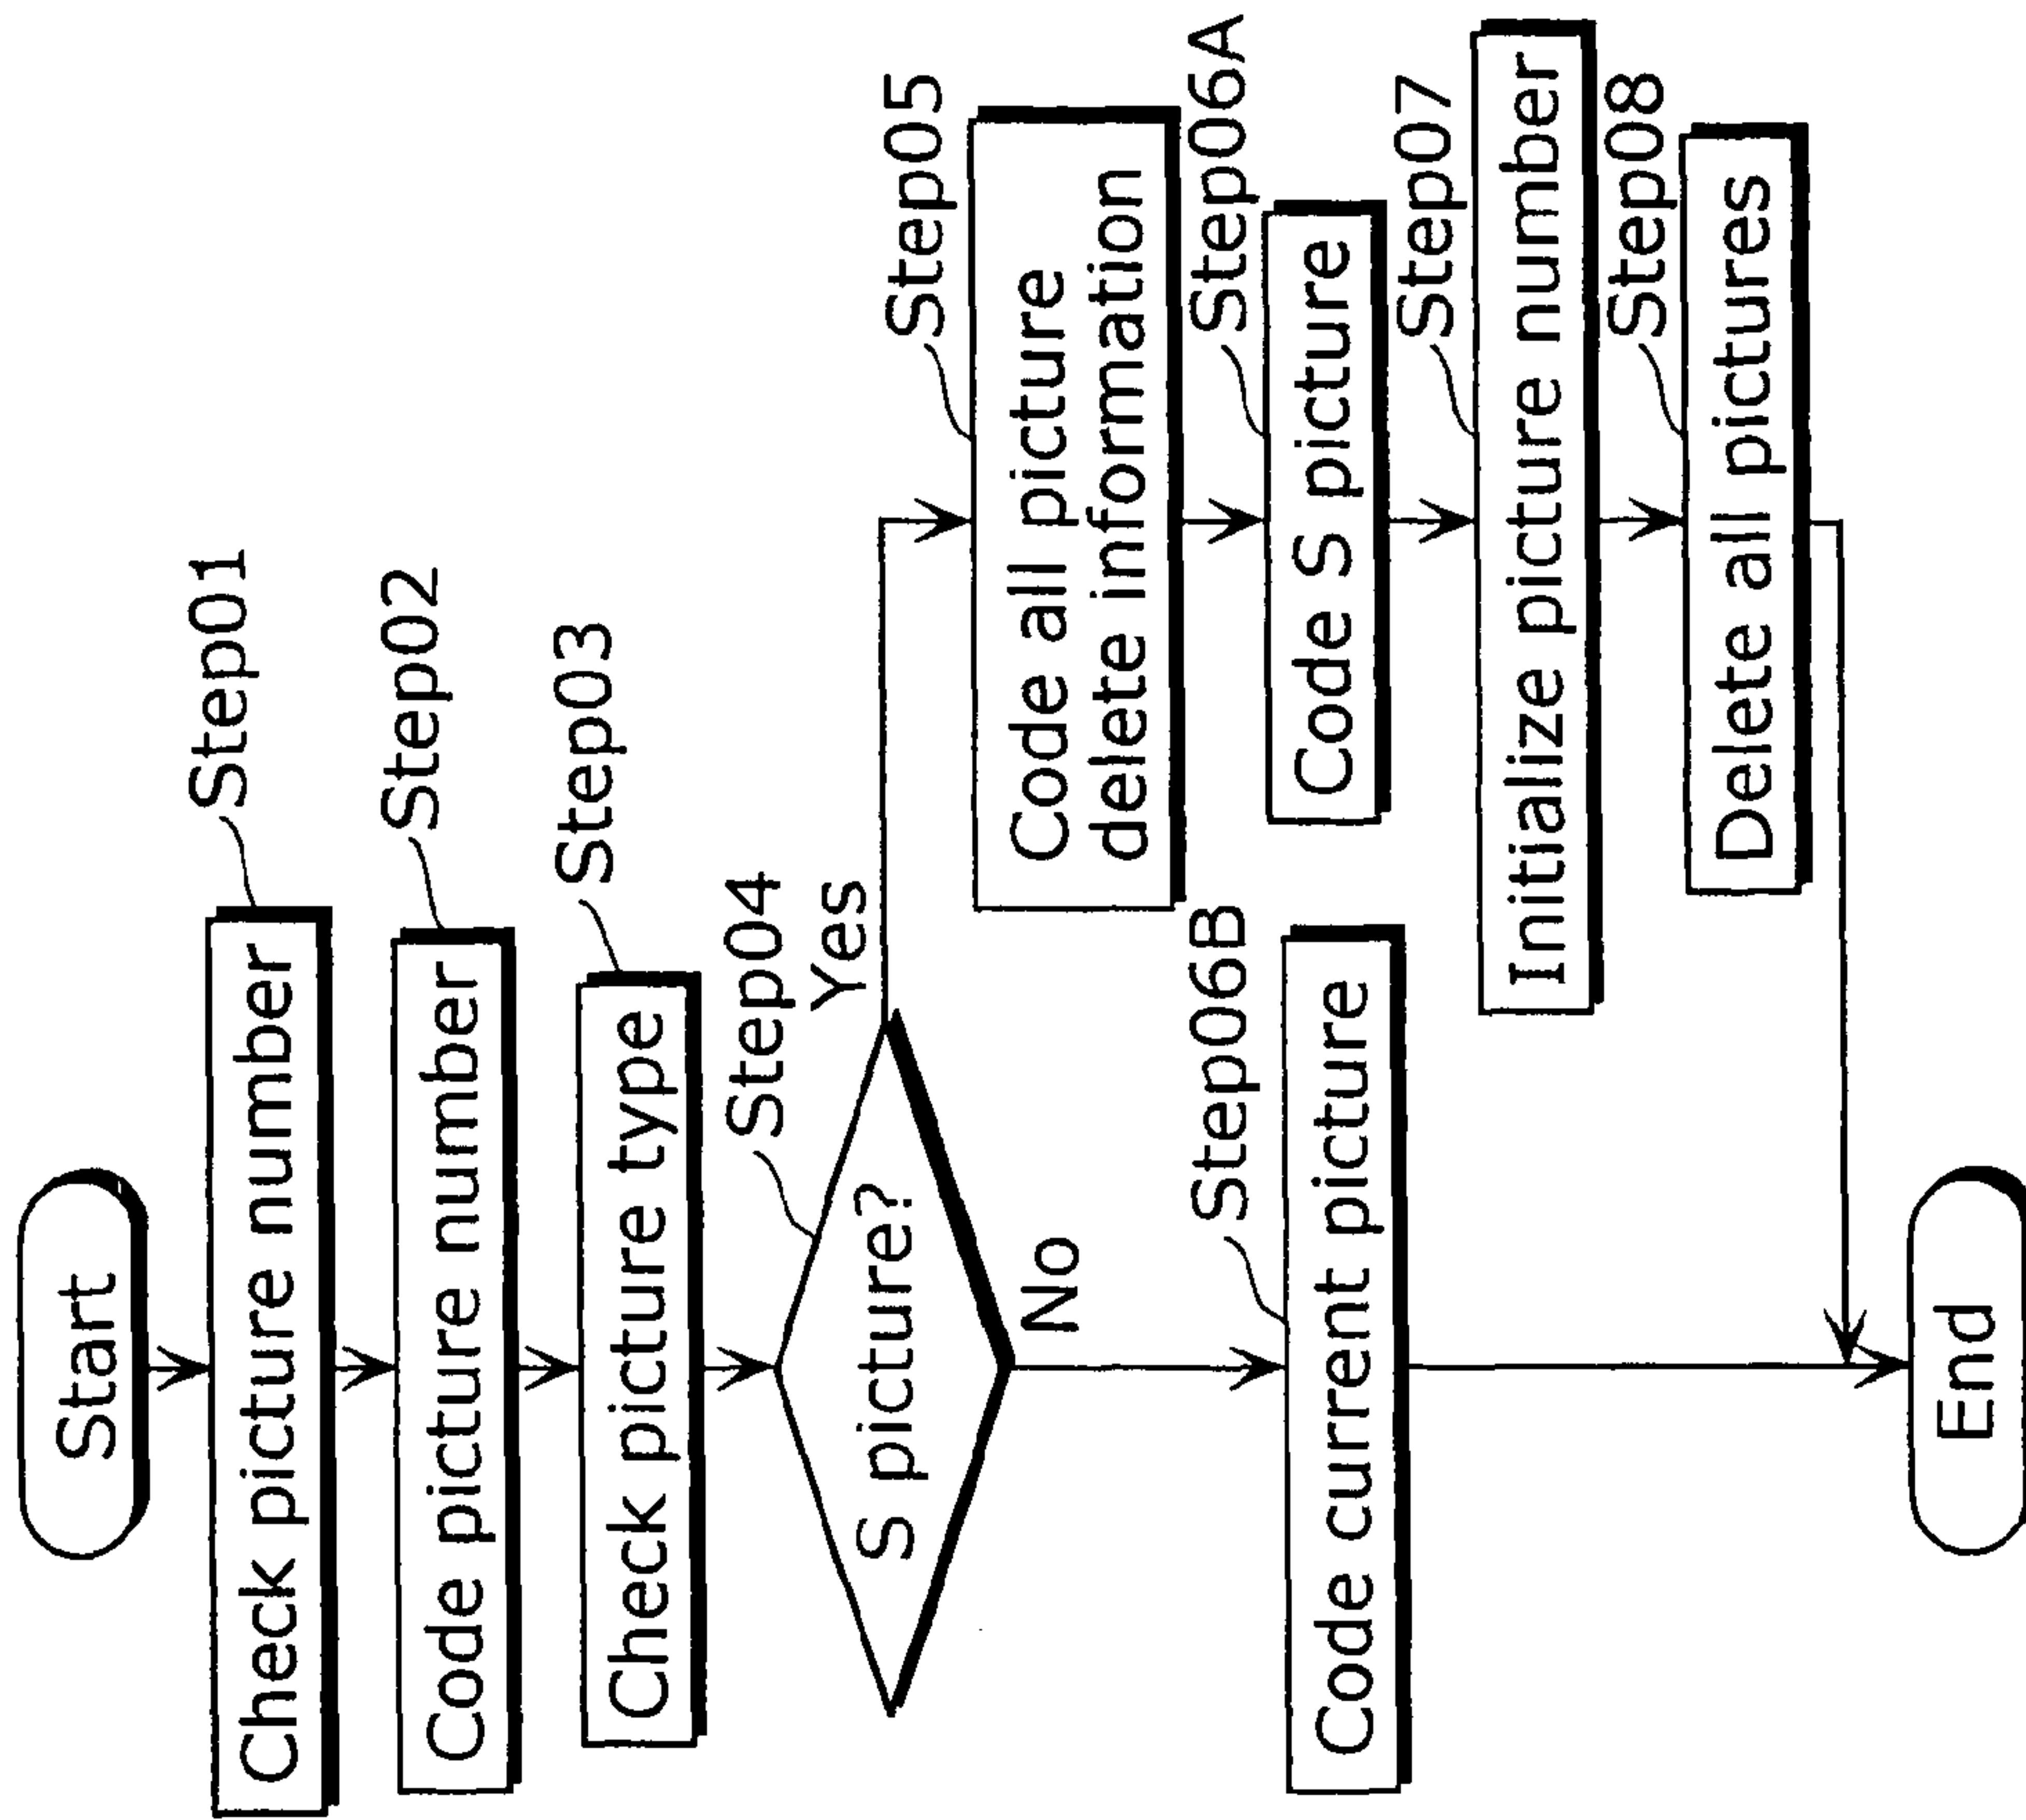 Start
Step01
Check picture number
Step02
Code picture number
Step03
Check picture type
Step04
S picture?
Yes
No
Step05
Code all picture
delete information
Step06A
Code S picture
Step06B
Code current picture
Step07
Initialize picture number
Step08
Delete all pictures
End